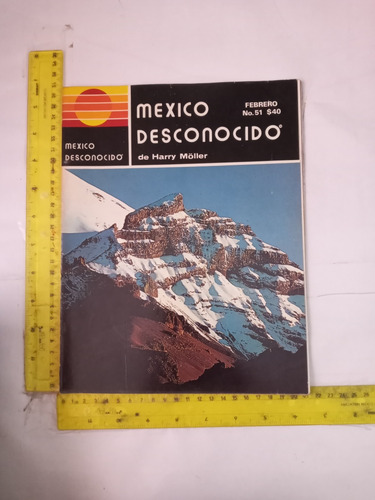 MEXICO
DESCONOCIDO
MEXICO
DESCONOCIDO
de Harry Möller
FEBRERO
No.51 $40